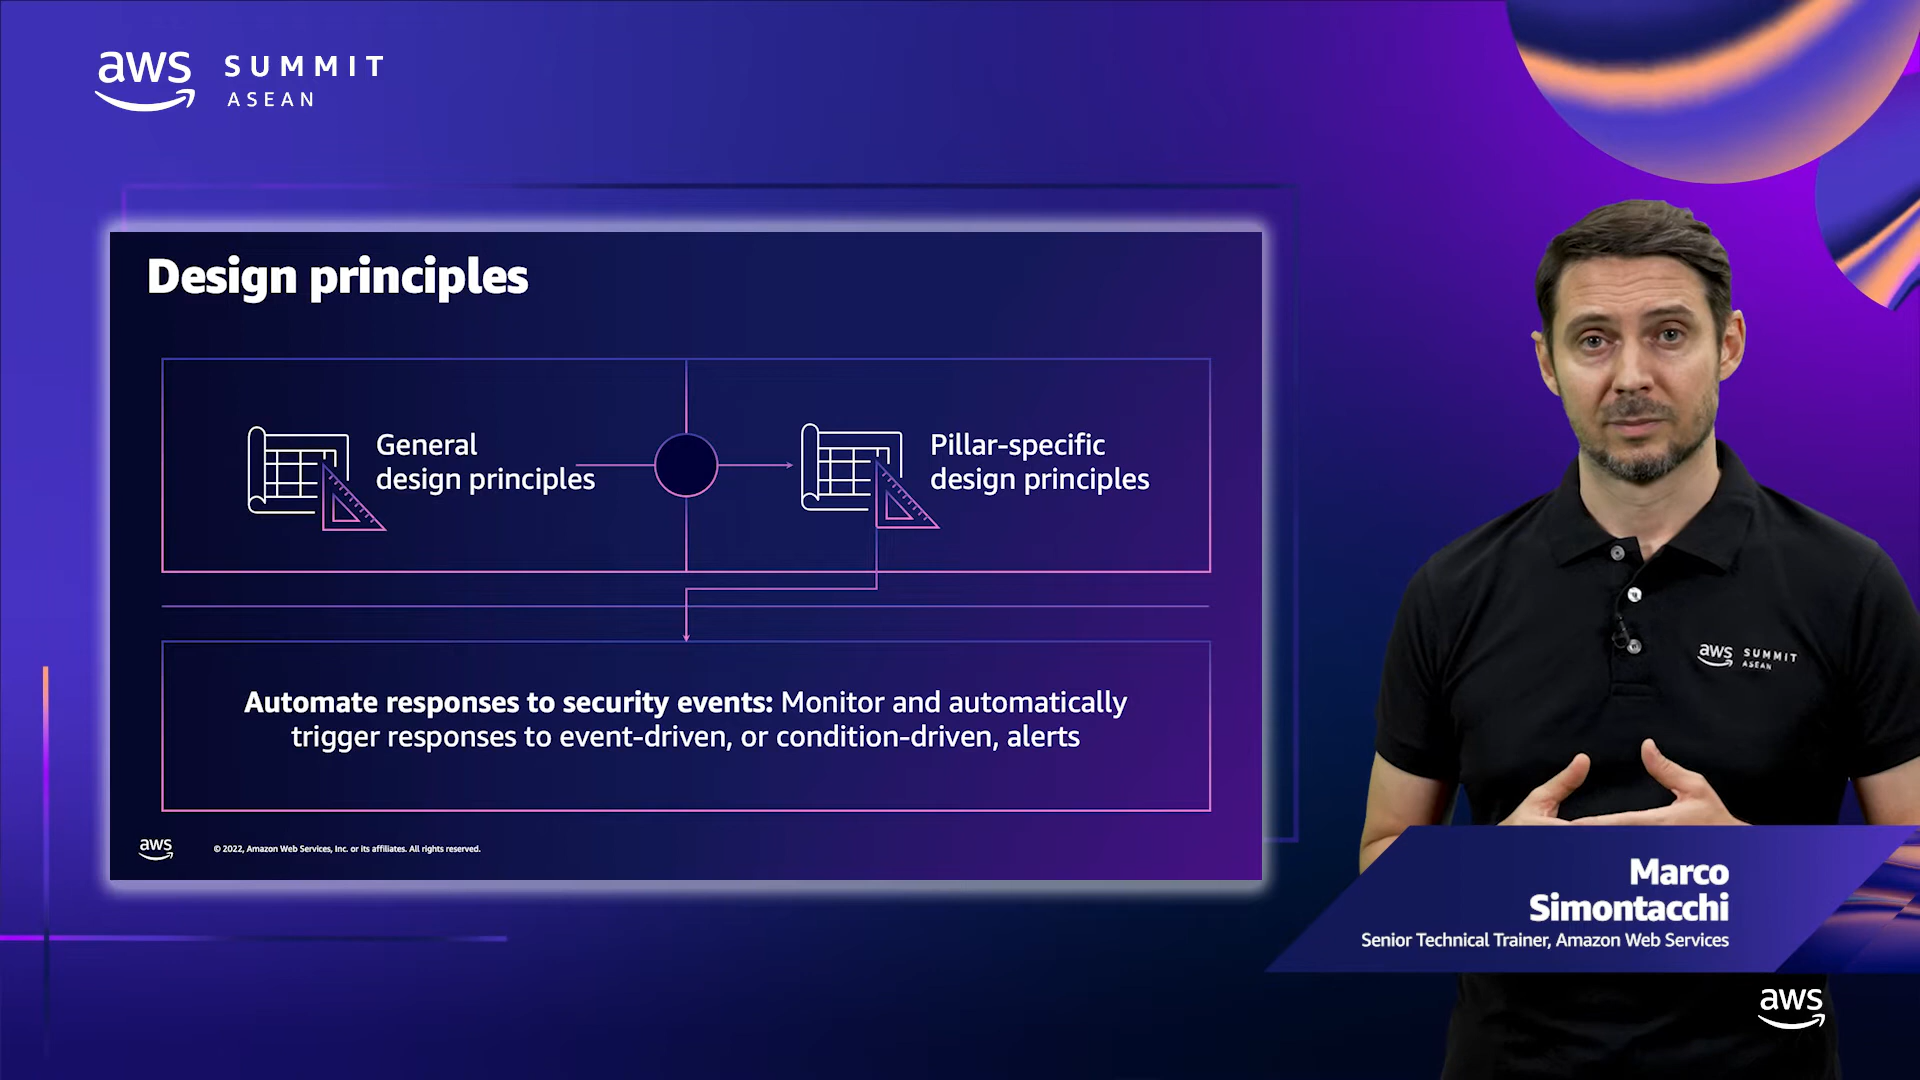 aws SUMMIT
ASEAN
Design principles
General
design principles
Pillar-specific
design principles
Automate responses to security events: Monitor and automatically
trigger responses to event-driven, or condition-driven, alerts
aws
© 2022, Amazon Web Services, Inc. or its affiliates. All rights reserved.
aws SUMMIT
ASEAN
Marco
Simontacchi
Senior Technical Trainer, Amazon Web Services
aws